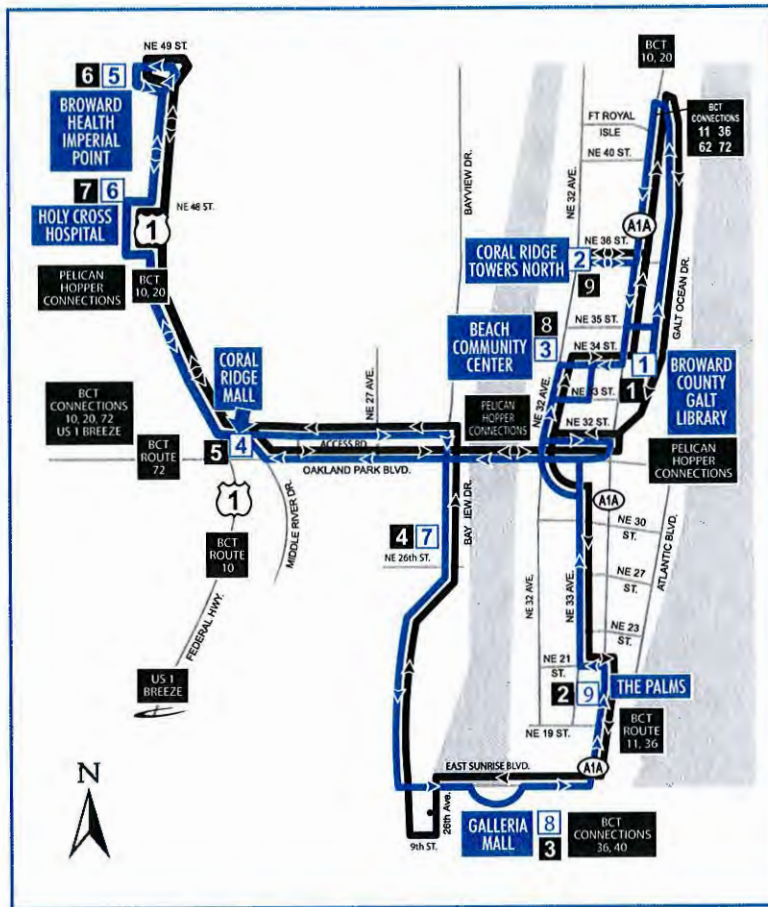 NE 49 ST.
6 5
BROWARD
HEALTH
IMPERIAL
POINT
7 6
HOLY CROSS
HOSPITAL
NE 48 ST.
1
PELICAN
HOPPER
CONNECTIONS
BCT
10, 20
CORAL
RIDGE
MALL
BCT
CONNECTIONS
10, 20, 72
US 1 BREEZE
BCT
ROUTE
72
5 4
1
BCT
ROUTE
10
FEDERAL HWY.
US 1
BREEZE
MIDDLE RIVER DR.
NE 27 AVE.
ACCESS RD.
OAKLAND PARK BLVD.
BAYVIEW DR.
BAYVIEW DR.
4 7
NE 26th ST.
BCT
10, 20
BCT
CONNECTIONS
11 36
62 72
FT ROYAL
ISLE
NE 40 ST.
NE 32 AVE.
A1A
NE 36 ST.
CORAL RIDGE
TOWERS NORTH
2
9
GALT OCEAN DR.
NE 35 ST.
BEACH
COMMUNITY
CENTER
8
3
NE 34 ST.
1
1
BROWARD
COUNTY
GALT
LIBRARY
NE 33 ST.
NE 32 AVE.
NE 32 ST.
PELICAN
HOPPER
CONNECTIONS
PELICAN
HOPPER
CONNECTIONS
A1A
NE 30
ST.
ATLANTIC BLVD.
NE 27
ST.
NE 32 AVE.
NE 33 AVE.
NE 23
ST.
NE 21
ST.
2 9
THE PALMS
NE 19 ST.
BCT
ROUTE
11, 36
A1A
EAST SUNRISE BLVD.
26th Ave.
9th ST.
GALLERIA
MALL
8
3
BCT
CONNECTIONS
36, 40
N